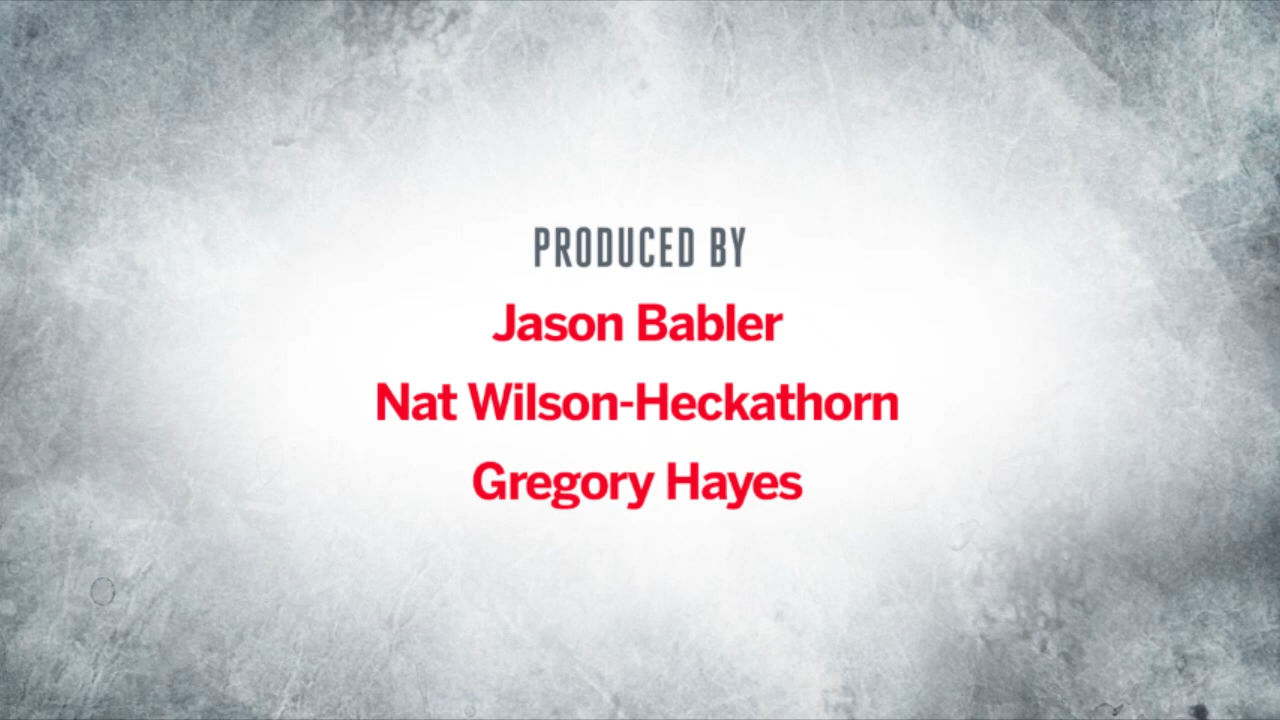 PRODUCED BY
Jason Babler
Nat Wilson-Heckathorn
Gregory Hayes